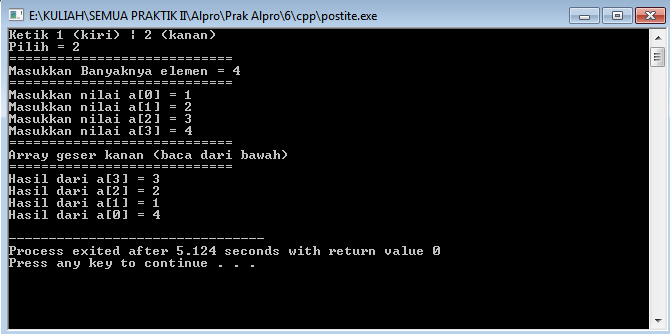 E:\KULIAH\SEMUA PRAKTIK II\Alpro\Prak Alpro\6\cpp\postite.exe
Ketik 1 (kiri) ¦ 2 (kanan)
Pilih = 2
============================
Masukkan Banyaknya elemen = 4
============================
Masukkan nilai a[0] = 1
Masukkan nilai a[1] = 2
Masukkan nilai a[2] = 3
Masukkan nilai a[3] = 4
============================
Array geser kanan (baca dari bawah)
============================
Hasil dari a[3] = 3
Hasil dari a[2] = 2
Hasil dari a[1] = 1
Hasil dari a[0] = 4
--------------------------------
Process exited after 5.124 seconds with return value 0
Press any key to continue . . .